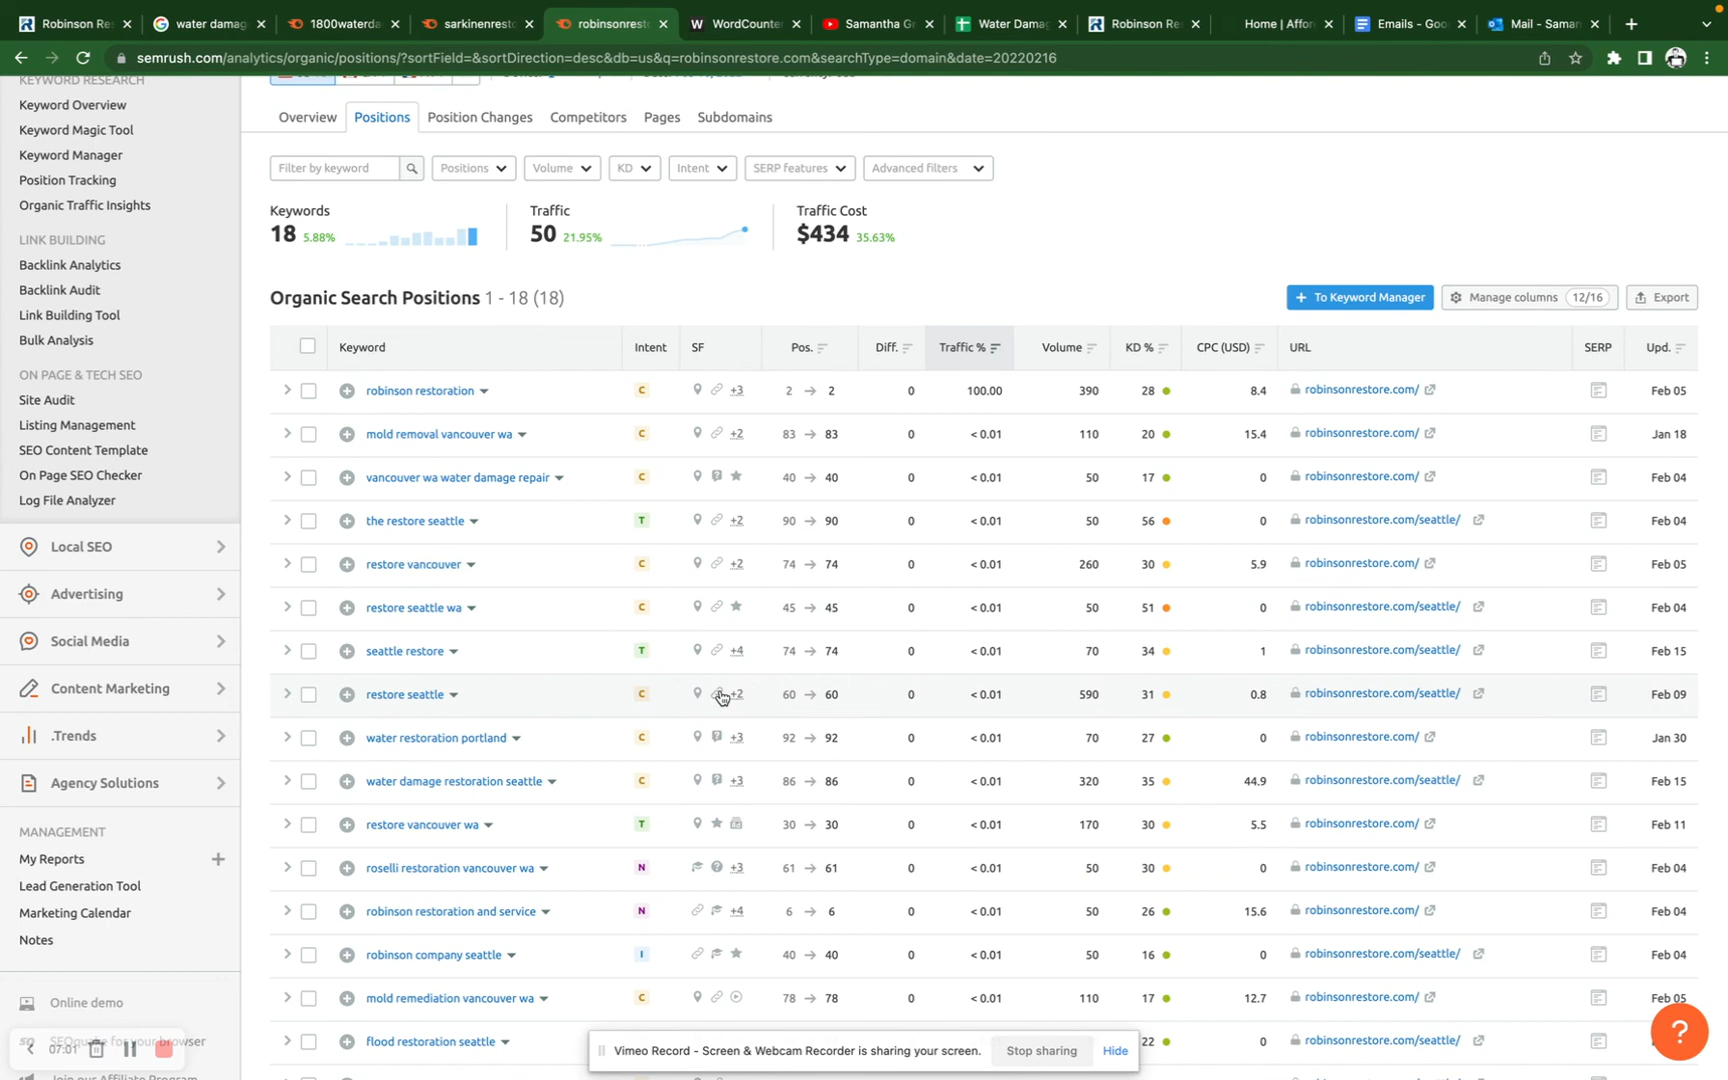 Robinson Res
water damag
1800waterda
sarkinenresto
robinsonresto
WordCounter
Samantha Gr
Water Damag
Robinson Re
Home | Affor
Emails - Goo
Mail - Saman
semrush.com/analytics/organic/positions/?sortField=&sortDirection=desc&db=us&q=robinsonrestore.com&searchType=domain&date=20220216
KEYWORD RESEARCH
Keyword Overview
Keyword Magic Tool
Keyword Manager
Position Tracking
Organic Traffic Insights
LINK BUILDING
Backlink Analytics
Backlink Audit
Link Building Tool
Bulk Analysis
ON PAGE & TECH SEO
Site Audit
Listing Management
SEO Content Template
On Page SEO Checker
Log File Analyzer
Local SEO
Advertising
Social Media
Content Marketing
.Trends
Agency Solutions
MANAGEMENT
My Reports +
Lead Generation Tool
Marketing Calendar
Notes
Online demo
07:01
Overview Positions Position Changes Competitors Pages Subdomains
Filter by keyword Positions Volume KD Intent SERP features Advanced filters
Keywords Traffic Traffic Cost
18 5.88% 50 21.95% $434 35.63%
Organic Search Positions 1 - 18 (18) + To Keyword Manager Manage columns 12/16 Export
Keyword Intent SF Pos. Diff. Traffic % Volume KD % CPC (USD) URL SERP Upd.
robinson restoration C +3 2 → 2 0 100.00 390 28 8.4 robinsonrestore.com/ Feb 05
mold removal vancouver wa C +2 83 → 83 0 < 0.01 110 20 15.4 robinsonrestore.com/ Jan 18
vancouver wa water damage repair C 40 → 40 0 < 0.01 50 17 0 robinsonrestore.com/ Feb 04
the restore seattle T +2 90 → 90 0 < 0.01 50 56 0 robinsonrestore.com/seattle/ Feb 04
restore vancouver C +2 74 → 74 0 < 0.01 260 30 5.9 robinsonrestore.com/ Feb 05
restore seattle wa C 45 → 45 0 < 0.01 50 51 0 robinsonrestore.com/seattle/ Feb 04
seattle restore T +4 74 → 74 0 < 0.01 70 34 1 robinsonrestore.com/seattle/ Feb 15
restore seattle C +2 60 → 60 0 < 0.01 590 31 0.8 robinsonrestore.com/seattle/ Feb 09
water restoration portland C +3 92 → 92 0 < 0.01 70 27 0 robinsonrestore.com/ Jan 30
water damage restoration seattle C +3 86 → 86 0 < 0.01 320 35 44.9 robinsonrestore.com/seattle/ Feb 15
restore vancouver wa T 30 → 30 0 < 0.01 170 30 5.5 robinsonrestore.com/ Feb 11
roselli restoration vancouver wa N +3 61 → 61 0 < 0.01 50 30 0 robinsonrestore.com/ Feb 04
robinson restoration and service N +4 6 → 6 0 < 0.01 50 26 15.6 robinsonrestore.com/ Feb 04
robinson company seattle I 40 → 40 0 < 0.01 50 16 0 robinsonrestore.com/seattle/ Feb 04
mold remediation vancouver wa C 78 → 78 0 < 0.01 110 17 12.7 robinsonrestore.com/ Feb 05
flood restoration seattle 22 0 robinsonrestore.com/seattle/ Feb 04
Vimeo Record - Screen & Webcam Recorder is sharing your screen. Stop sharing Hide
?